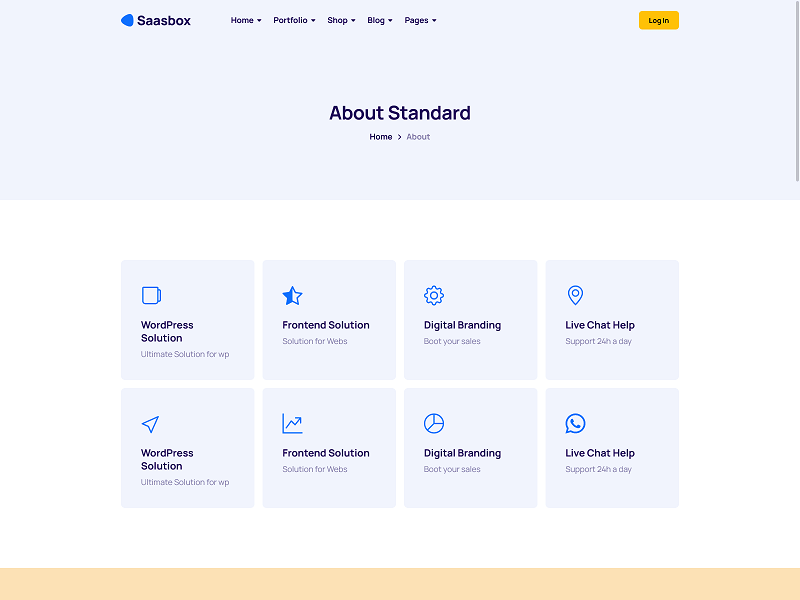 Saasbox Home Portfolio Shop Blog Pages Log In
About Standard
Home > About
WordPress
Solution
Ultimate Solution for wp
Frontend Solution
Solution for Webs
Digital Branding
Boot your sales
Live Chat Help
Support 24h a day
WordPress
Solution
Ultimate Solution for wp
Frontend Solution
Solution for Webs
Digital Branding
Boot your sales
Live Chat Help
Support 24h a day